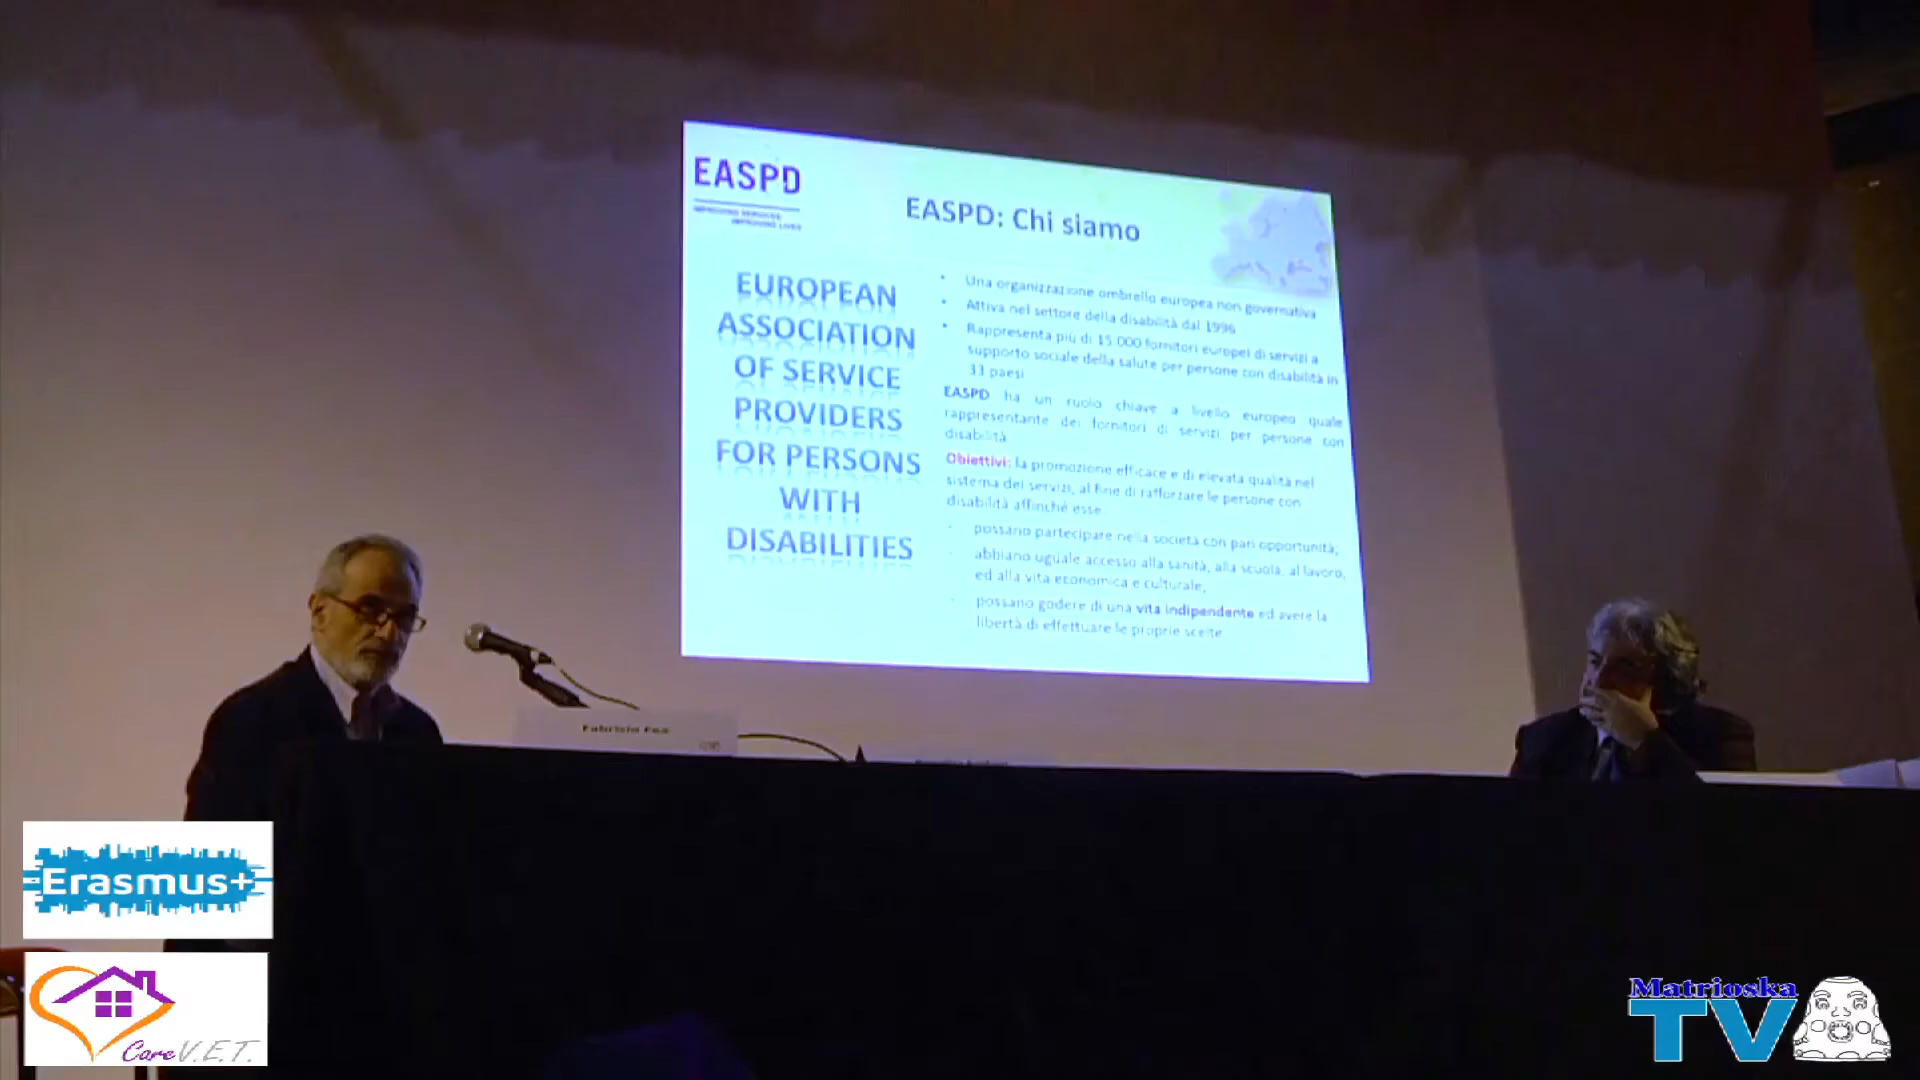 EASPD
IMPROVING SERVICES
IMPROVING LIVES
EASPD: Chi siamo
EUROPEAN
ASSOCIATION
OF SERVICE
PROVIDERS
FOR PERSONS
WITH
DISABILITIES
• Una organizzazione ombrello europea non governativa
• Attiva nel settore della disabilità dal 1996
• Rappresenta più di 15.000 fornitori europei di servizi a
supporto sociale della salute per persone con disabilità in
33 paesi
EASPD ha un ruolo chiave a livello europeo quale
rappresentante dei fornitori di servizi per persone con
disabilità
Obiettivi: la promozione efficace e di elevata qualità nel
sistema dei servizi, al fine di rafforzare le persone con
disabilità affinché esse:
- possano partecipare nella società con pari opportunità;
- abbiano uguale accesso alla sanità, alla scuola, al lavoro,
ed alla vita economica e culturale;
- possano godere di una vita indipendente ed avere la
libertà di effettuare le proprie scelte
Fabrizio Fea
Erasmus+
Care V.E.T.
Matrioska
TV